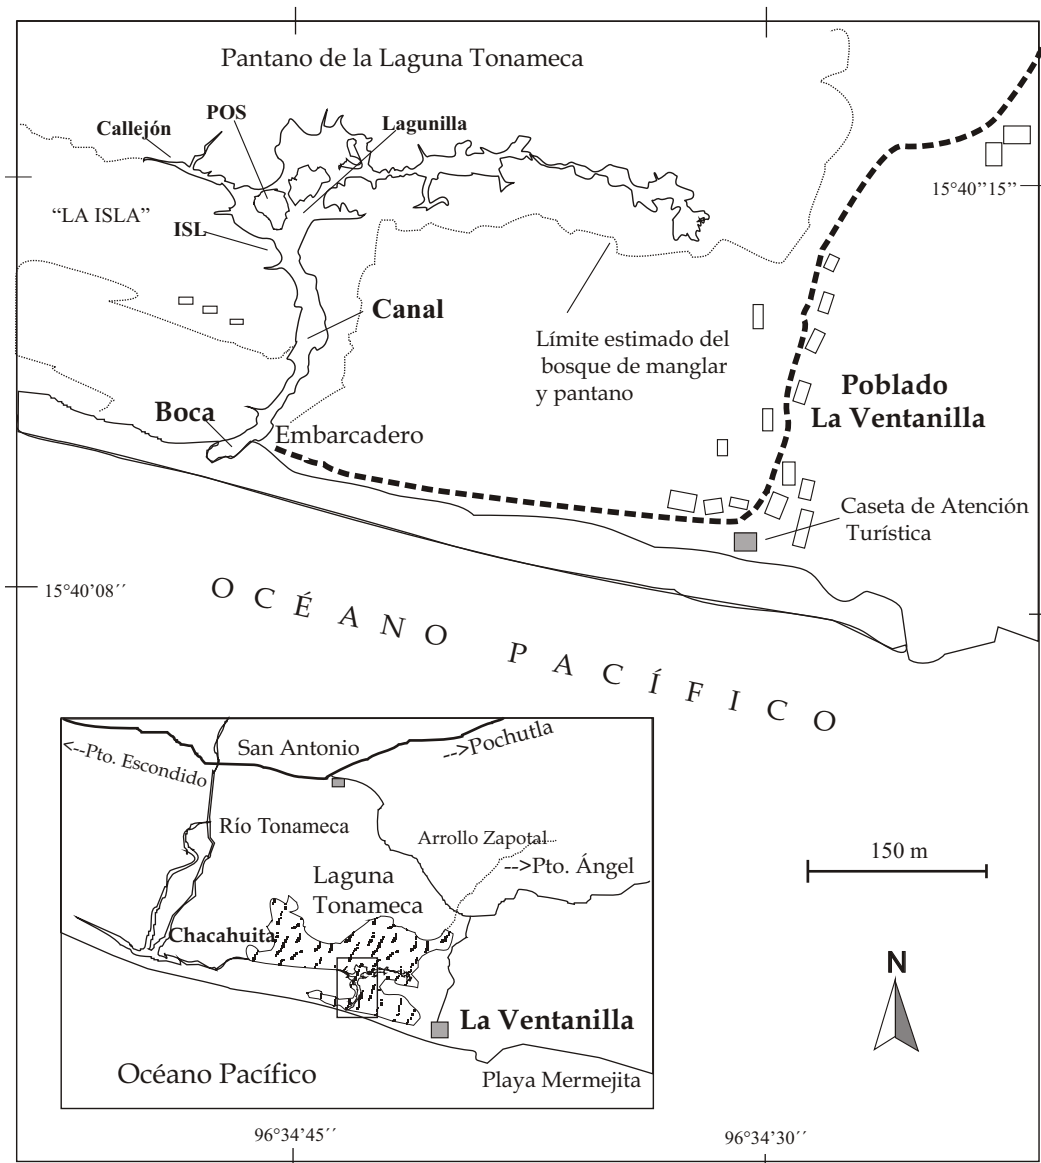 Pantano de la Laguna Tonameca
POS
Callejón
Lagunilla
15°40’’15’’
“LA ISLA”
ISL
Canal
Límite estimado del
bosque de manglar
y pantano
Poblado
La Ventanilla
Boca
Embarcadero
Caseta de Atención
Turística
15°40’08´´
OCÉANO PACÍFICO
<--Pto. Escondido
San Antonio
-->Pochutla
Río Tonameca
Arrollo Zapotal
-->Pto. Ángel
Laguna
Tonameca
Chacahuita
La Ventanilla
Océano Pacífico
Playa Mermejita
150 m
N
96°34’45´´
96°34’30´´